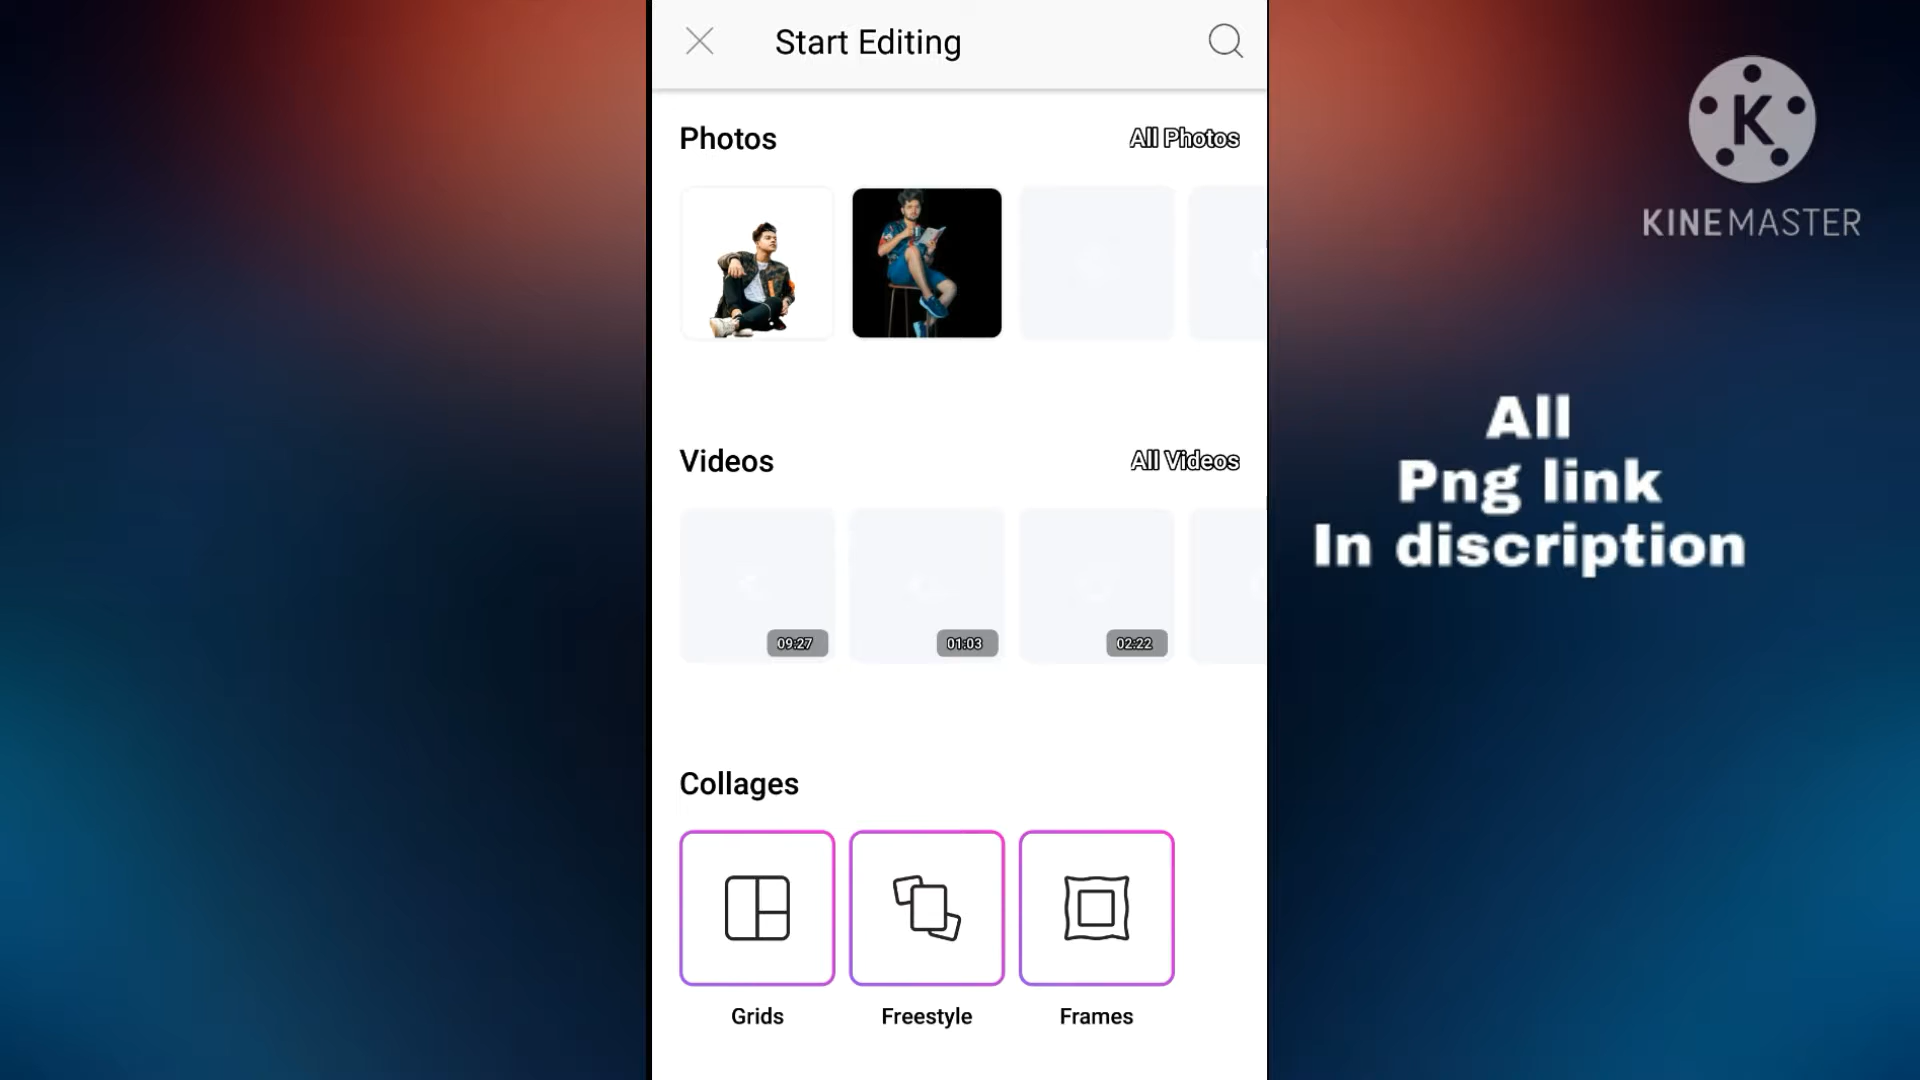 Start Editing
Photos
All Photos
Videos
All Videos
09:27
01:03
02:22
Collages
Grids
Freestyle
Frames
K
KINEMASTER
All
Png link
In discription